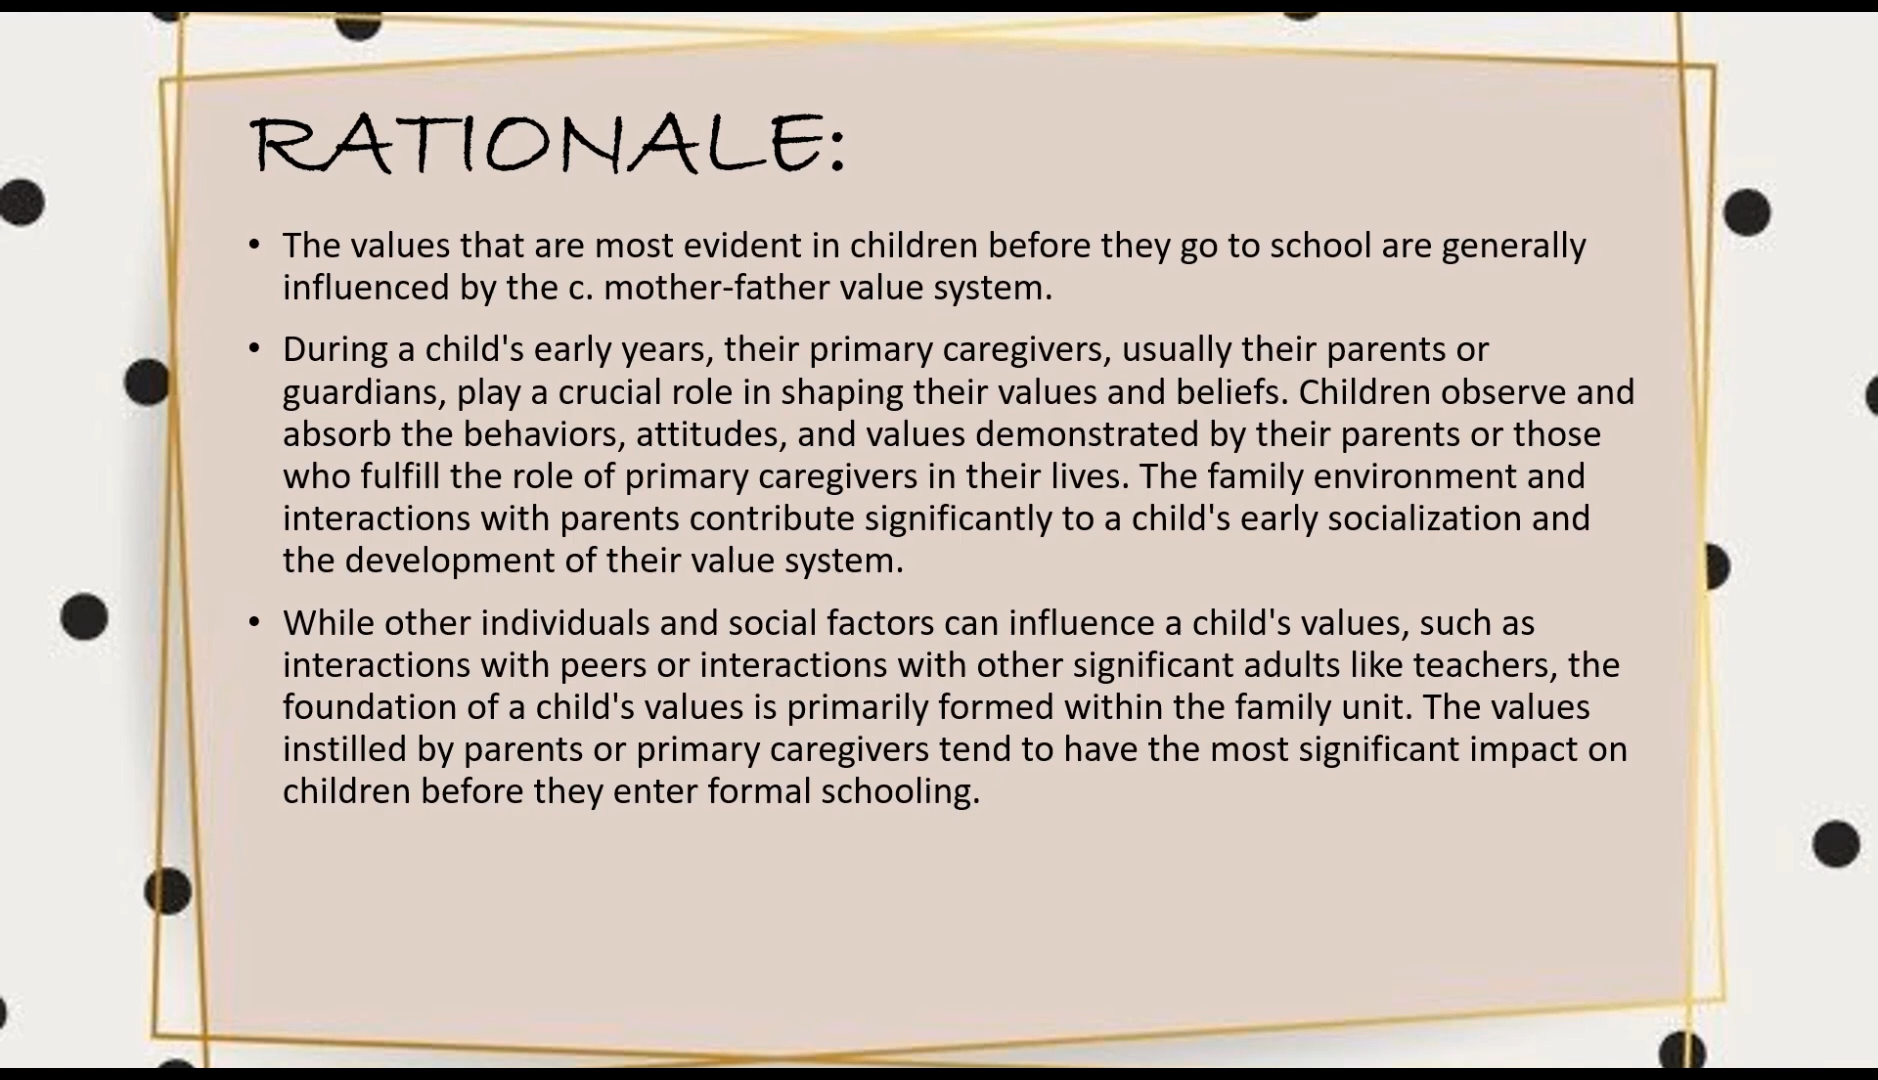 RATIONALE:
• The values that are most evident in children before they go to school are generally
influenced by the c. mother-father value system.
• During a child's early years, their primary caregivers, usually their parents or
guardians, play a crucial role in shaping their values and beliefs. Children observe and
absorb the behaviors, attitudes, and values demonstrated by their parents or those
who fulfill the role of primary caregivers in their lives. The family environment and
interactions with parents contribute significantly to a child's early socialization and
the development of their value system.
• While other individuals and social factors can influence a child's values, such as
interactions with peers or interactions with other significant adults like teachers, the
foundation of a child's values is primarily formed within the family unit. The values
instilled by parents or primary caregivers tend to have the most significant impact on
children before they enter formal schooling.